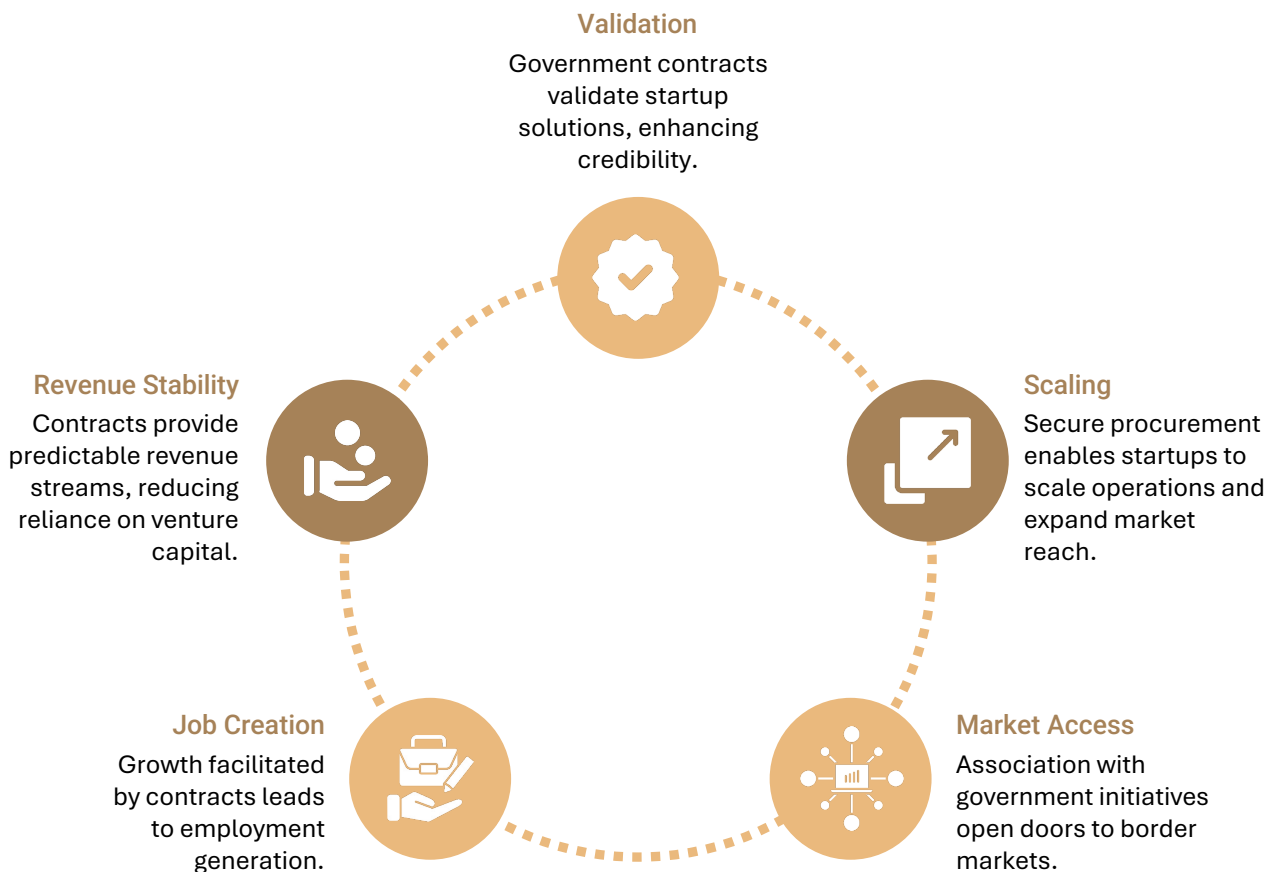 Validation
Government contracts
validate startup
solutions, enhancing
credibility.
Revenue Stability
Contracts provide
predictable revenue
streams, reducing
reliance on venture
capital.
Scaling
Secure procurement
enables startups to
scale operations and
expand market
reach.
Job Creation
Growth facilitated
by contracts leads
to employment
generation.
Market Access
Association with
government initiatives
open doors to border
markets.